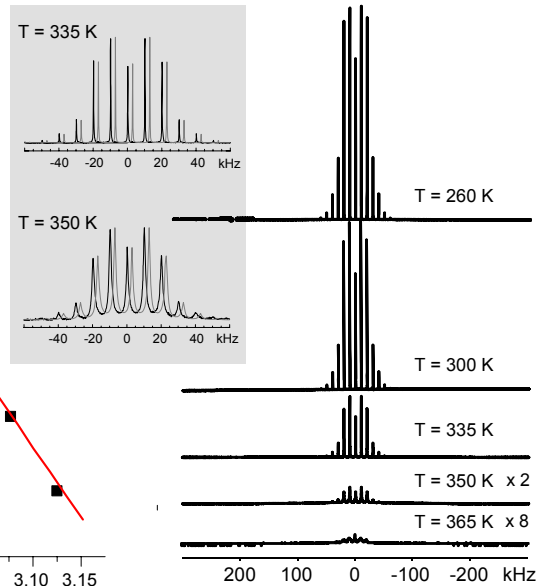 T = 335 K
-40 -20 0 20 40 kHz
T = 350 K
-40 -20 0 20 40 kHz
T = 260 K
T = 300 K
T = 335 K
T = 350 K x 2
T = 365 K x 8
3.10 3.15
200 100 0 -100 -200 kHz